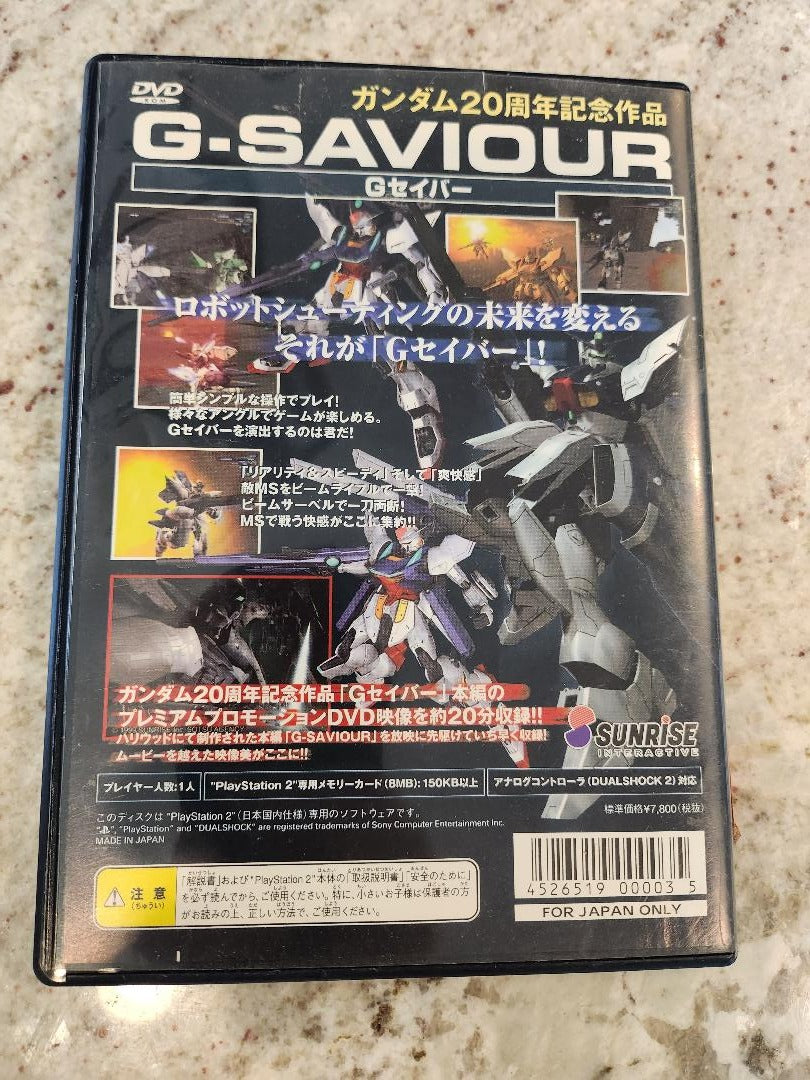 DVD
ROM
ガンダム20周年記念作品
G-SAVIOUR
Gセイバー
ロボットシューティングの未来を変える
それが「Gセイバー」!
簡単シンプルな操作でプレイ!
様々なアングルでゲームが楽しめる。
Gセイバーを演出するのは君だ!
「リアリティ&スピーディ」そして「爽快感」
敵MSをビームライフルで一撃!
ビームサーベルで一刀両断!
MSで戦う快感がここに集約!!
ガンダム20周年記念作品「Gセイバー」本編の
プレミアムプロモーションDVD映像を約20分収録!!
ハリウッドにて制作された本編「G-SAVIOUR」を放映に先駆けていち早く収録!
ムービーを越えた映像美がここに!!
SUNRISE
INTERACTIVE
プレイヤー人数:1人
"PlayStation 2"専用メモリーカード(8MB):150KB以上
アナログコントローラ(DUALSHOCK 2)対応
このディスクは "PlayStation 2"(日本国内仕様)専用のソフトウェアです。
標準価格¥7,800(税抜)
"PS", "PlayStation" and "DUALSHOCK" are registered trademarks of Sony Computer Entertainment Inc.
MADE IN JAPAN
注意
(ちゅうい)
「解説書」および"PlayStation 2"本体の「取扱説明書」「安全のために」
を必ず読んでから、ご使用ください。特に、小さいお子様は保護者の方
がお読みの上、正しい方法で、ご使用ください。
4526519 00003 5
FOR JAPAN ONLY